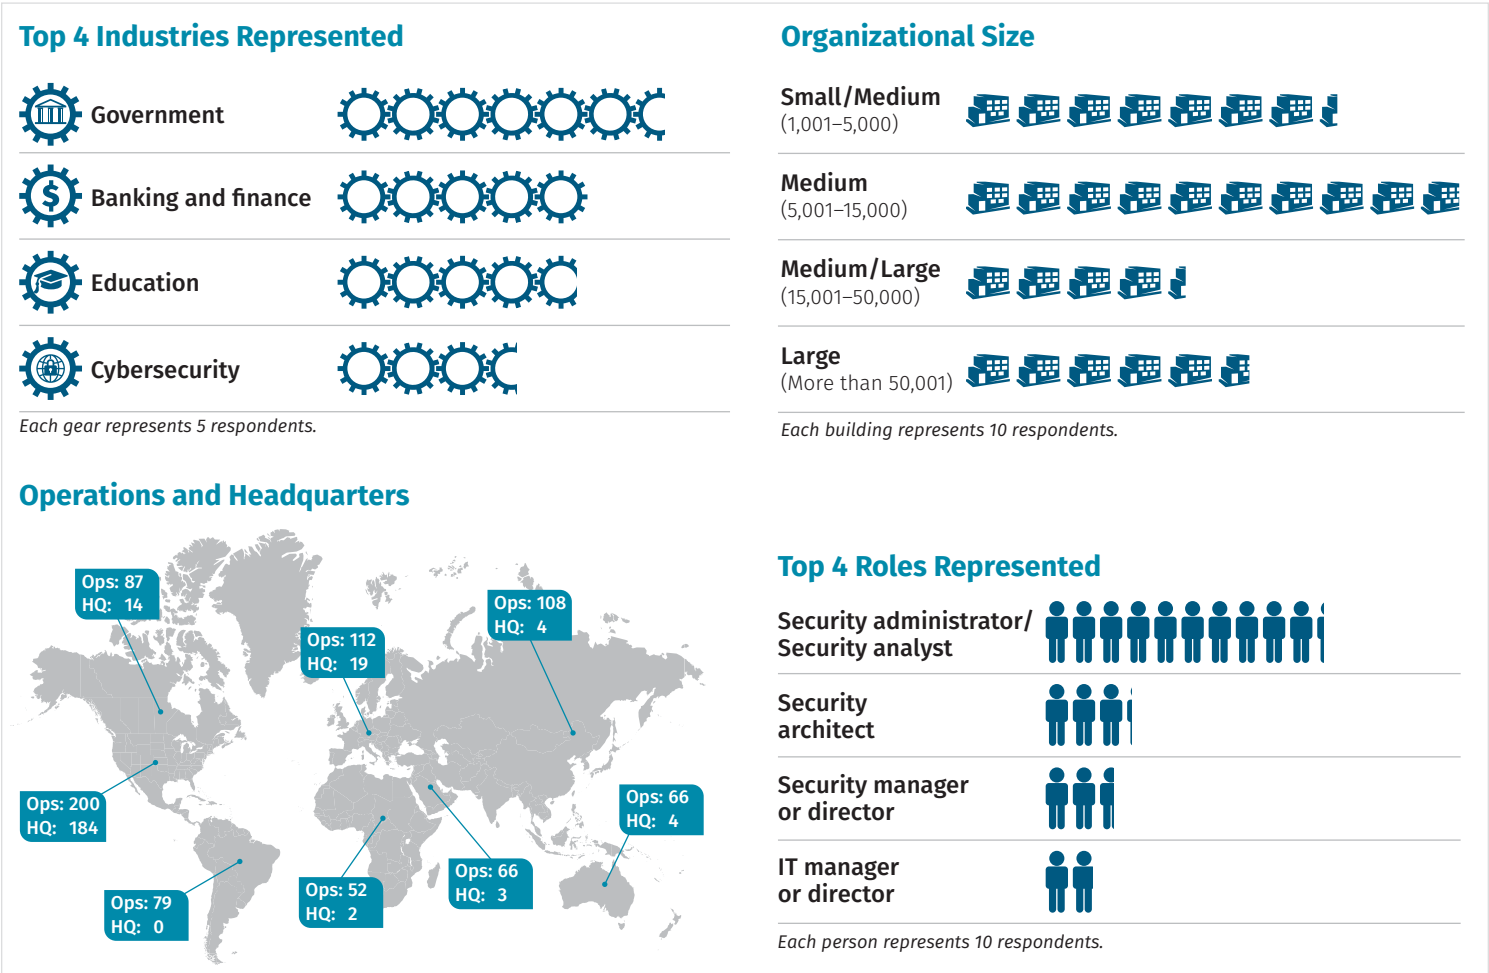 Top 4 Industries Represented
Government
Banking and finance
$
Education
Cybersecurity
Each gear represents 5 respondents.
Organizational Size
Small/Medium
(1,001–5,000)
Medium
(5,001–15,000)
Medium/Large
(15,001–50,000)
Large
(More than 50,001)
Each building represents 10 respondents.
Operations and Headquarters
Ops: 87
HQ: 14
Ops: 112
HQ: 19
Ops: 108
HQ: 4
Ops: 200
HQ: 184
Ops: 66
HQ: 4
Ops: 79
HQ: 0
Ops: 52
HQ: 2
Ops: 66
HQ: 3
Top 4 Roles Represented
Security administrator/
Security analyst
Security
architect
Security manager
or director
IT manager
or director
Each person represents 10 respondents.